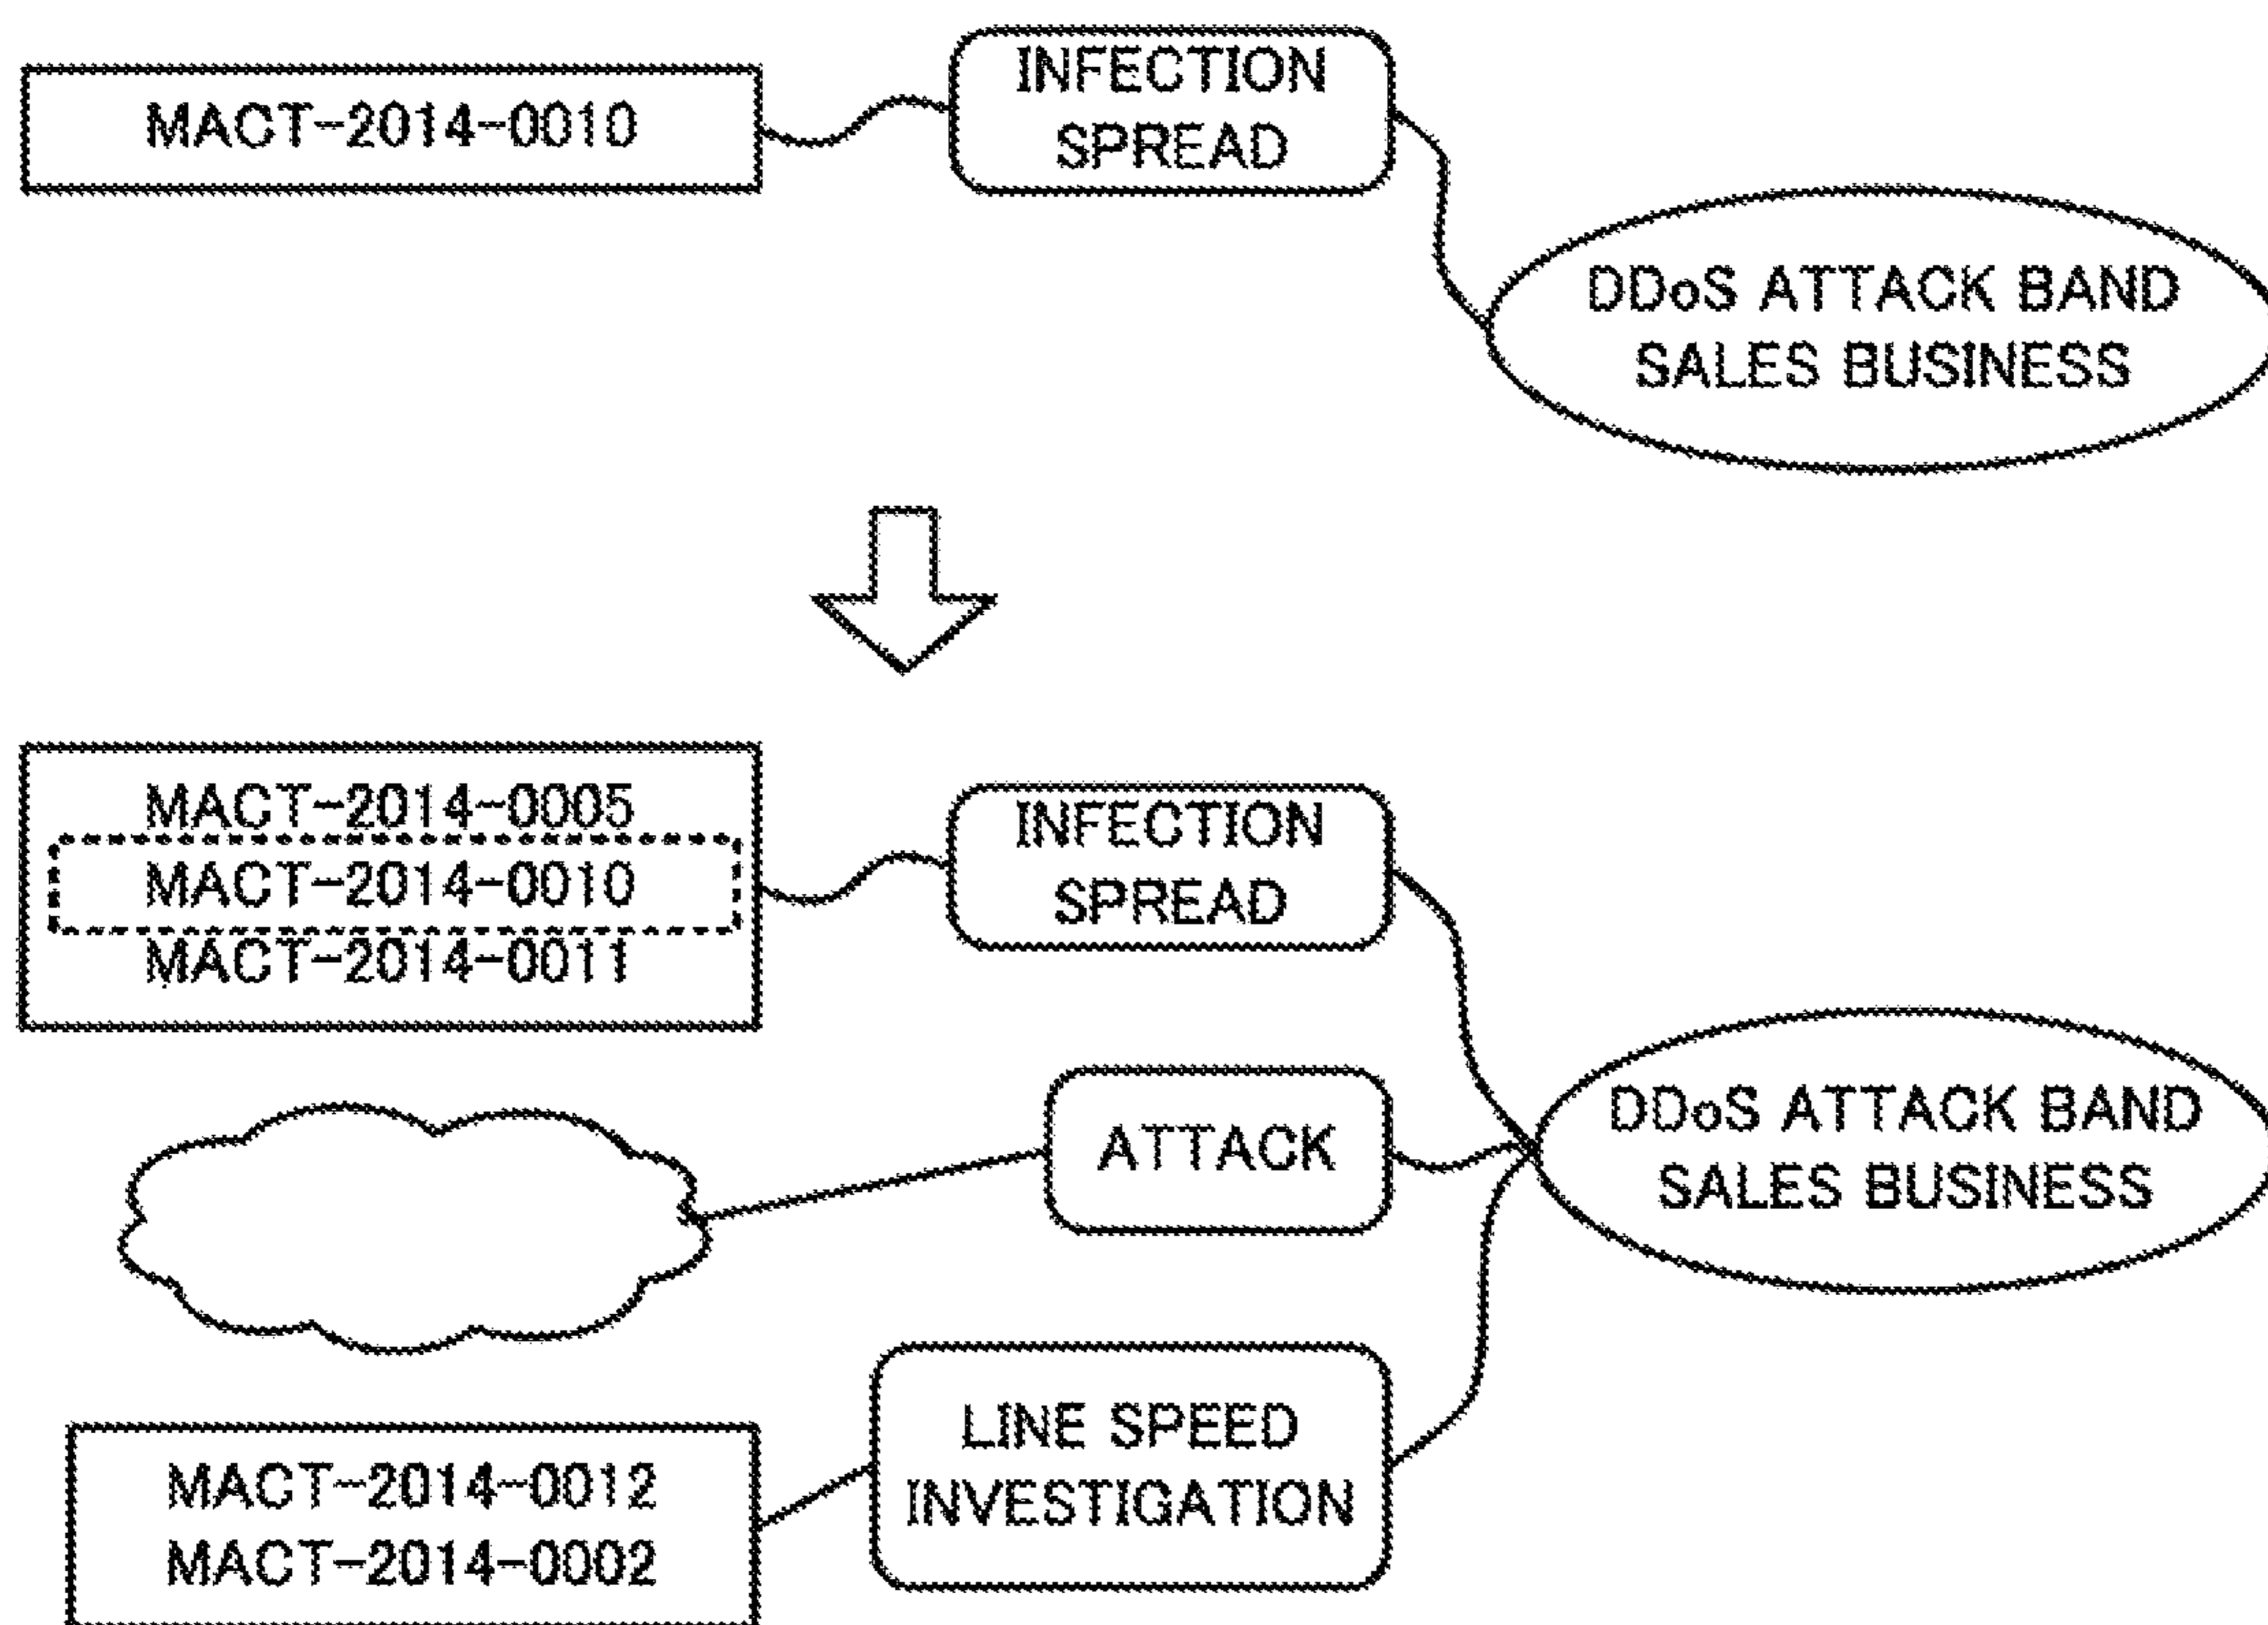 MACT-2014-0010
INFECTION
SPREAD
DDoS ATTACK BAND
SALES BUSINESS
MACT-2014-0005
MACT-2014-0010
MACT-2014-0011
INFECTION
SPREAD
ATTACK
DDoS ATTACK BAND
SALES BUSINESS
LINE SPEED
INVESTIGATION
MACT-2014-0012
MACT-2014-0002